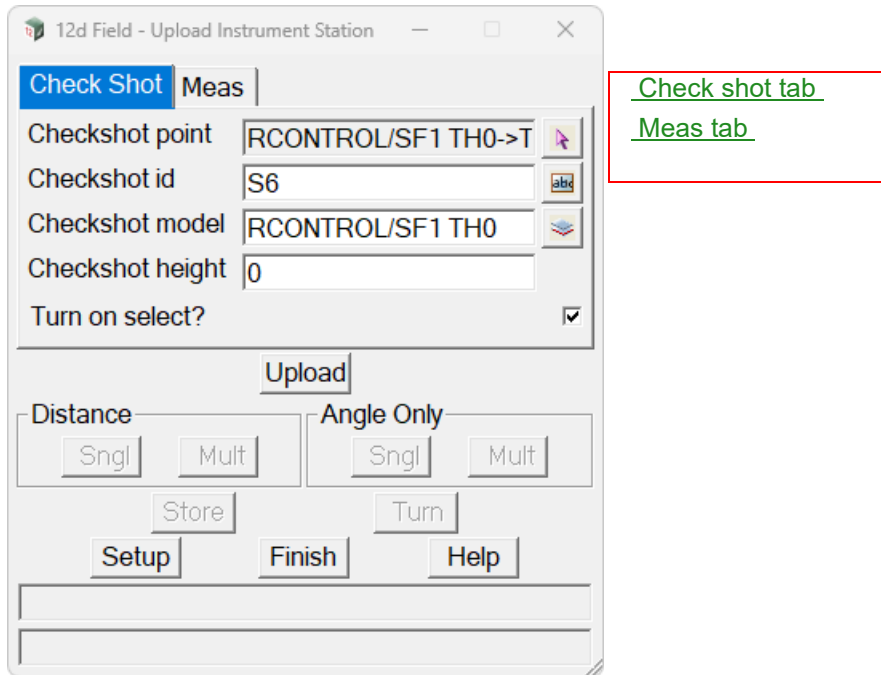 12d Field - Upload Instrument Station
Check Shot Meas
Checkshot point RCONTROL/SF1 TH0->T
Checkshot id S6 abc
Checkshot model RCONTROL/SF1 TH0
Checkshot height 0
Turn on select?
Upload
Distance Angle Only
Sngl Mult Sngl Mult
Store Turn
Setup Finish Help
Check shot tab
Meas tab